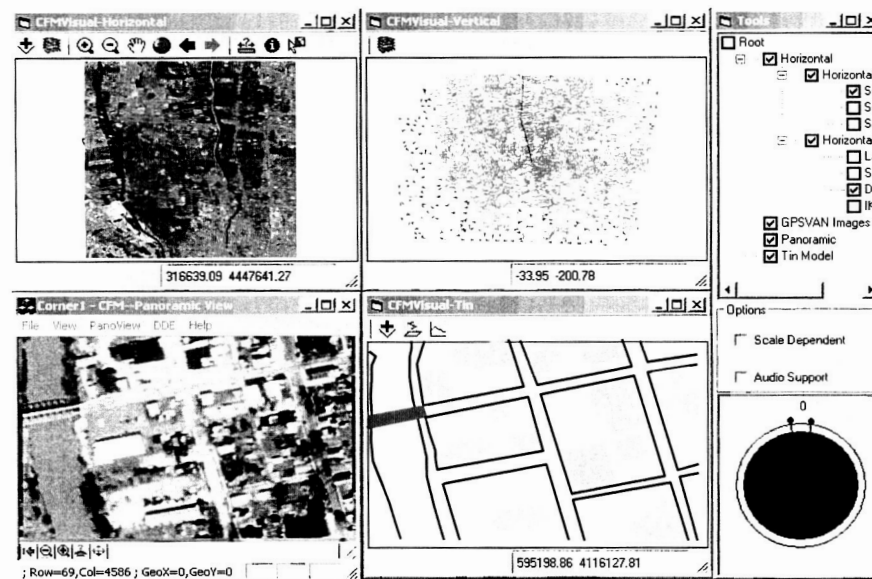 CFMVisual-Horizontal
316639.09 4447641.27
CFMVisual-Vertical
-33.95 -200.78
Tools
Root
Horizontal
Horizonta
S
S
S
Horizonta
L
S
D
GPSVAN Images
Panoramic
Tin Model
Options
Scale Dependent
Audio Support
0
Corner1 - CFM--Panoramic View
File View PanoView DDE Help
; Row=69,Col=4586 ; GeoX=0,GeoY=0
CFMVisual-Tin
595198.86 4116127.81